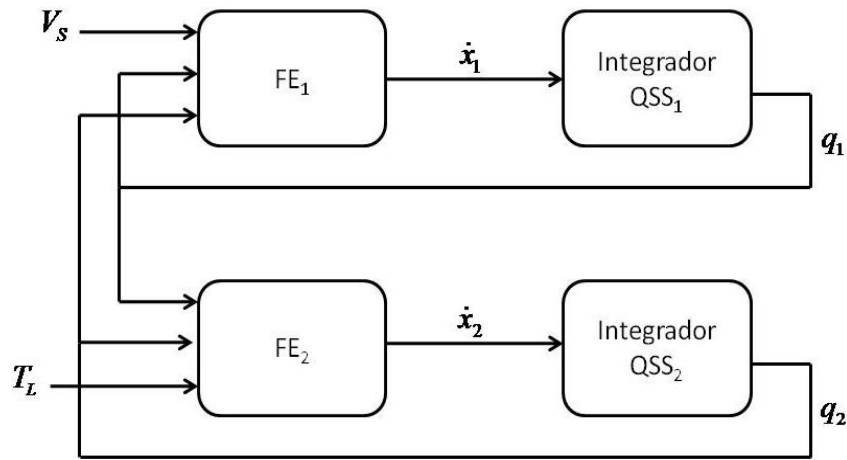 V_S
FE_1
ẋ_1
Integrador
QSS_1
q_1
FE_2
ẋ_2
Integrador
QSS_2
T_L
q_2